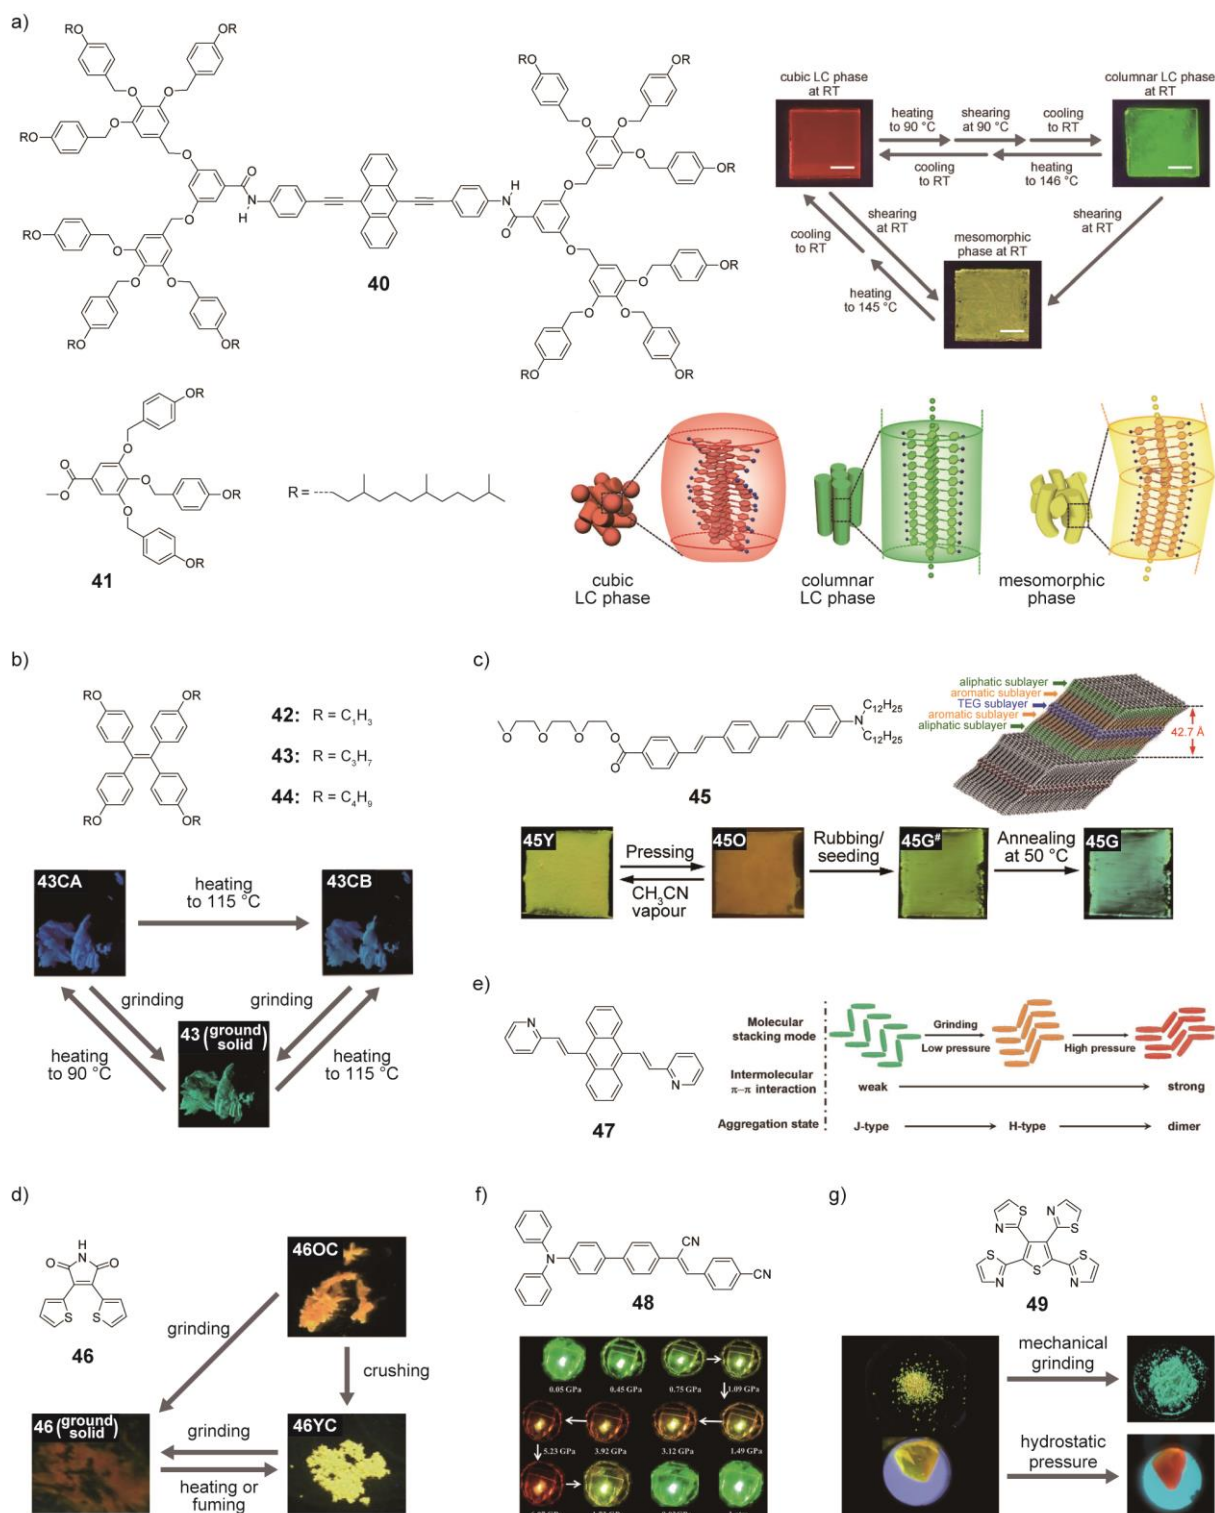 a)
RO
OR
RO
OR
RO
RO
RO
RO
OR
OR
O
N
H
40
H
N
O
RO
OR
OR
OR
OR
OR
OR
RO
OR
cubic LC phase
at RT
heating
to 90 °C
shearing
at 90 °C
cooling
to RT
columnar LC phase
at RT
cooling
to RT
heating
to 146 °C
shearing
at RT
shearing
at RT
cooling
to RT
mesomorphic
phase at RT
heating
to 145 °C
OR
OR
OR
O
O
41
R =
cubic
LC phase
columnar
LC phase
mesomorphic
phase
b)
RO
OR
RO
OR
42: R = C1H3
43: R = C3H7
44: R = C4H9
43CA
heating
to 115 °C
43CB
grinding
grinding
43 (ground solid)
heating
to 90 °C
heating
to 115 °C
c)
O
O
O
O
O
N
C12H25
C12H25
45
aliphatic sublayer
aromatic sublayer
TEG sublayer
aromatic sublayer
aliphatic sublayer
42.7 Å
45Y
Pressing
CH3CN
vapour
45O
Rubbing/
seeding
45G#
Annealing
at 50 °C
45G
e)
N
N
47
Molecular
stacking mode
Grinding
Low pressure
High pressure
Intermolecular
π–π interaction
weak
strong
Aggregation state
J-type
H-type
dimer
d)
H
N
O
O
S
S
46
46OC
grinding
crushing
46 (ground solid)
grinding
heating or
fuming
46YC
f)
N
CN
CN
48
0.05 GPa
0.45 GPa
0.75 GPa
1.09 GPa
5.23 GPa
3.92 GPa
3.12 GPa
1.49 GPa
g)
S
N
N
S
S
N
S
S
N
49
mechanical
grinding
hydrostatic
pressure